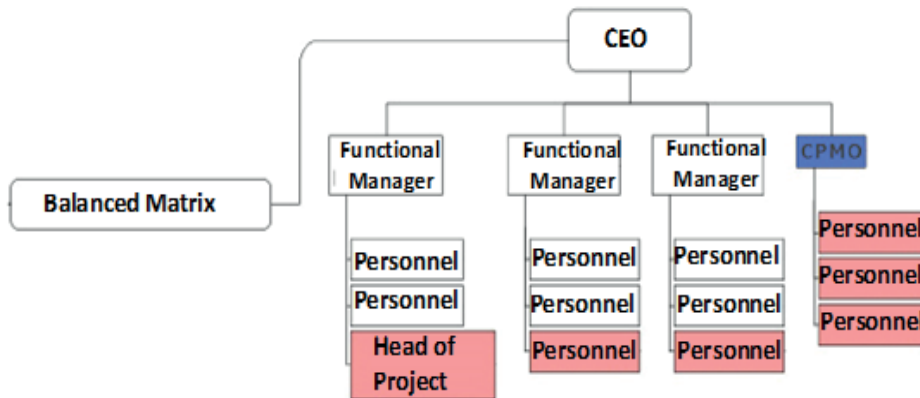 CEO
Functional
Manager
Functional
Manager
Functional
Manager
CPMO
Balanced Matrix
Personnel
Personnel
Head of
Project
Personnel
Personnel
Personnel
Personnel
Personnel
Personnel
Personnel
Personnel
Personnel